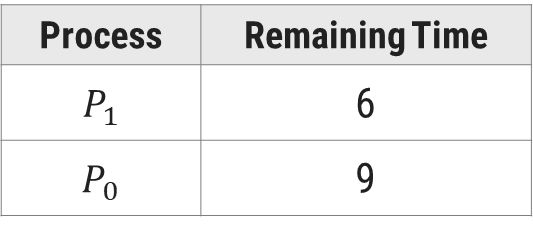 Process Remaining Time
P₁ 6
P₀ 9